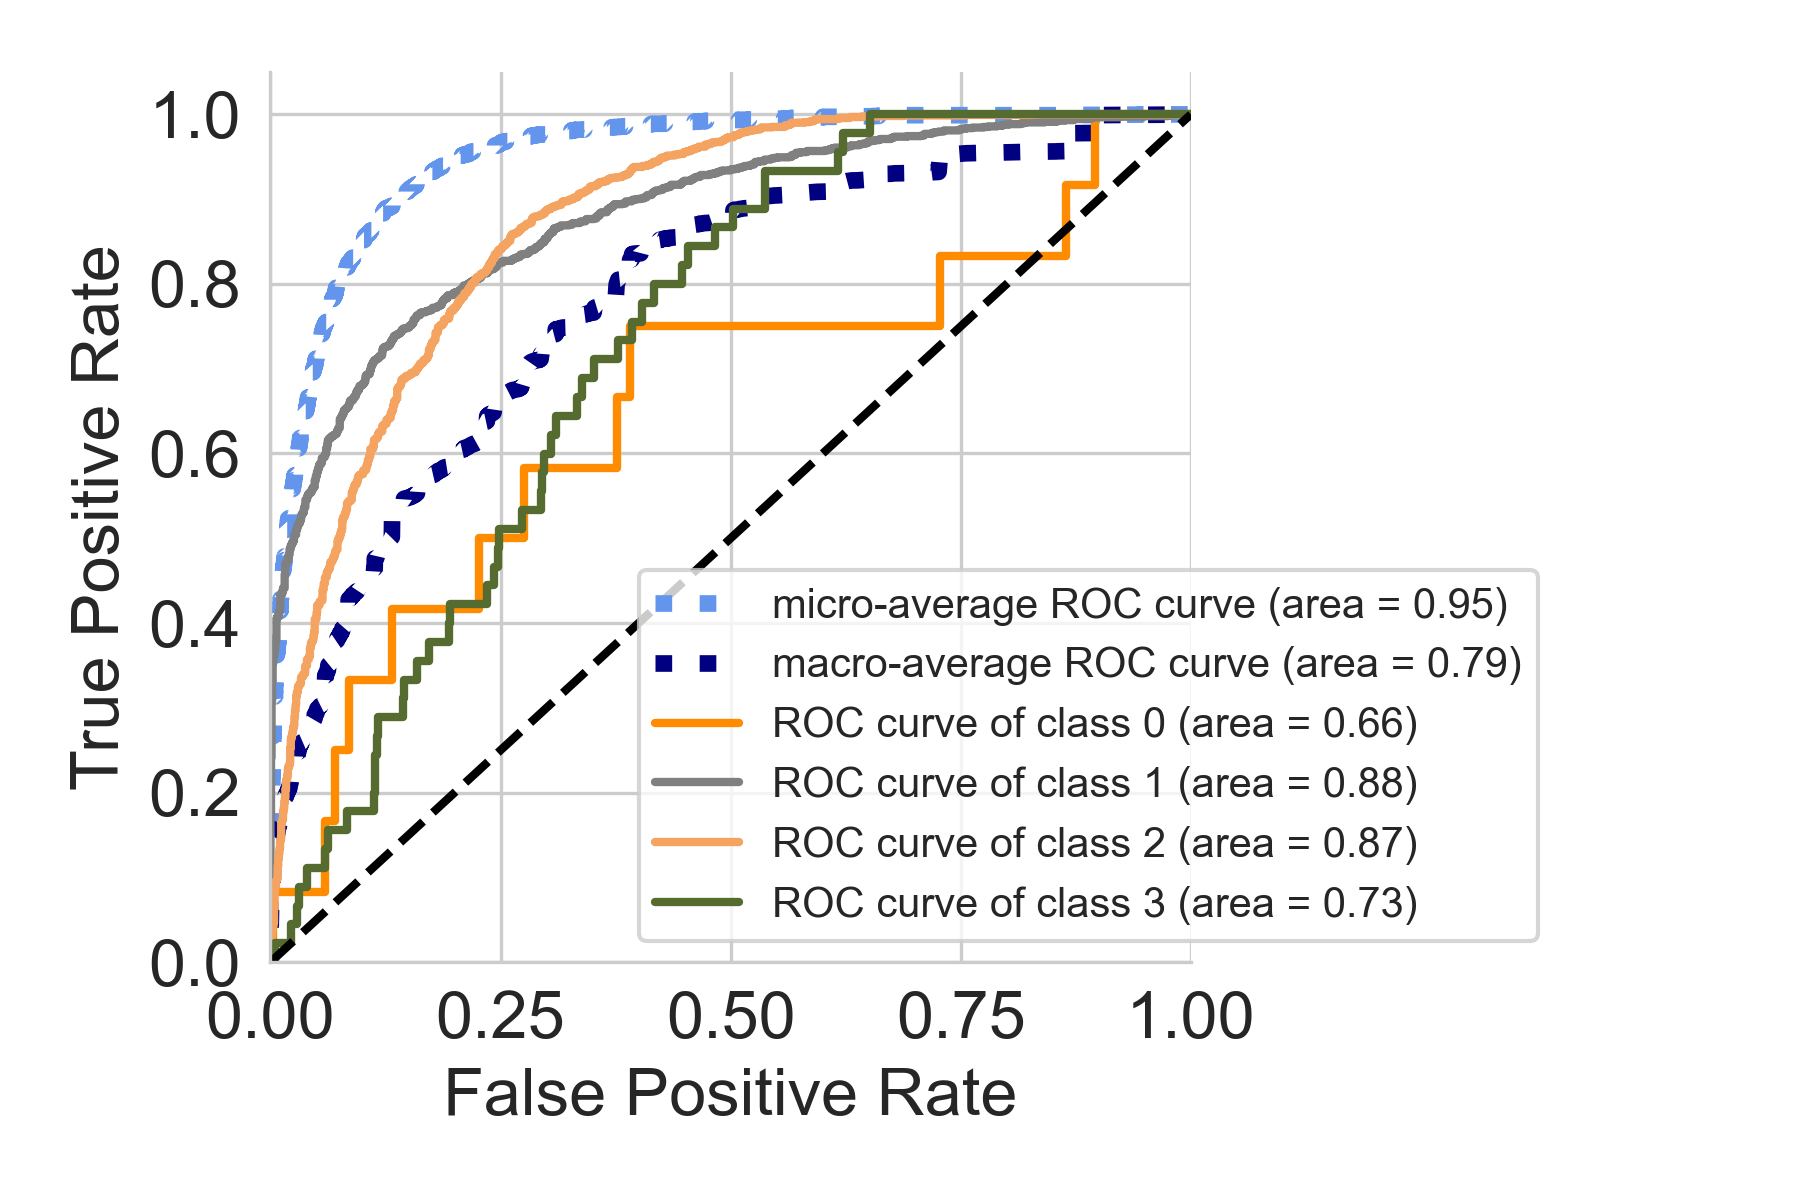 True Positive Rate
1.0
0.8
0.6
0.4
0.2
0.0
0.00 0.25 0.50 0.75 1.00
False Positive Rate
micro-average ROC curve (area = 0.95)
macro-average ROC curve (area = 0.79)
ROC curve of class 0 (area = 0.66)
ROC curve of class 1 (area = 0.88)
ROC curve of class 2 (area = 0.87)
ROC curve of class 3 (area = 0.73)